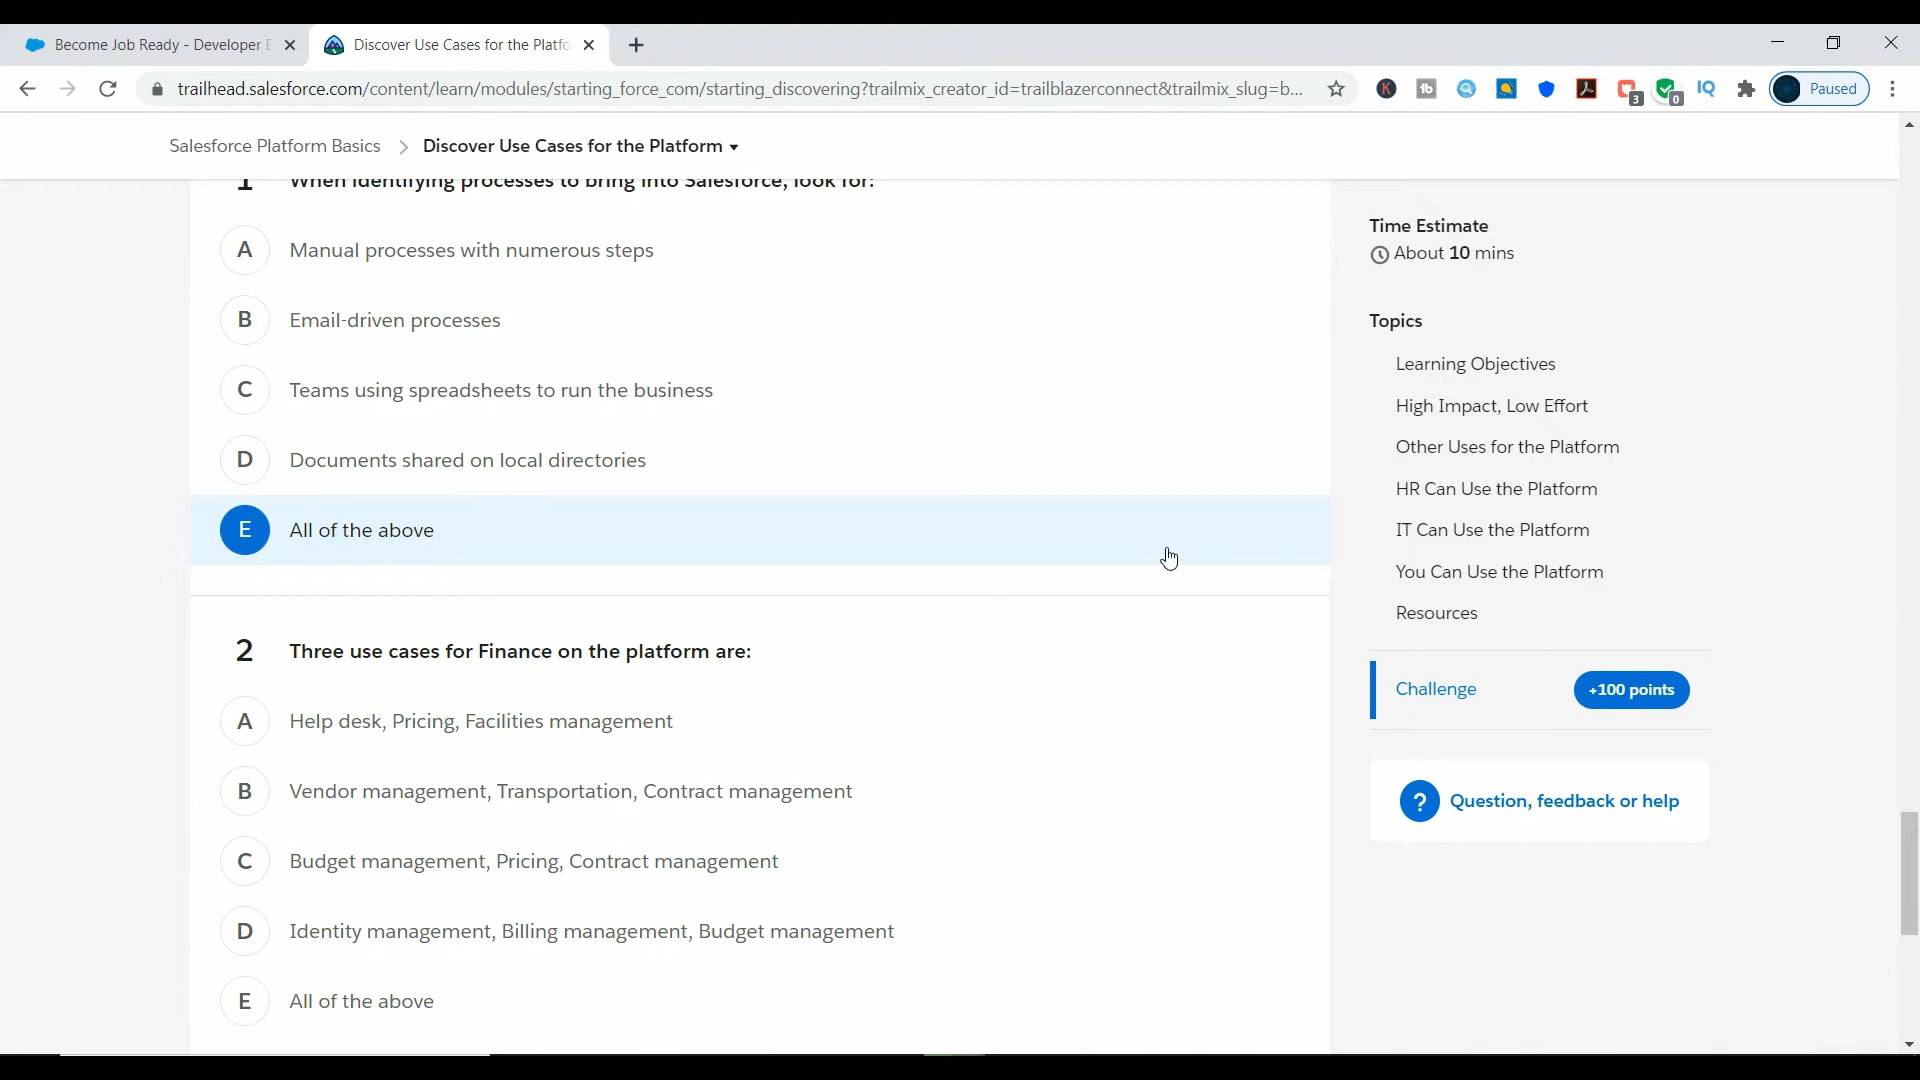 Become Job Ready - Developer E
Discover Use Cases for the Platfo
trailhead.salesforce.com/content/learn/modules/starting_force_com/starting_discovering?trailmix_creator_id=trailblazerconnect&trailmix_slug=b...
K
tb
3
0
IQ
Paused
Salesforce Platform Basics
Discover Use Cases for the Platform
1 When identifying processes to bring into Salesforce, look for:
A Manual processes with numerous steps
B Email-driven processes
C Teams using spreadsheets to run the business
D Documents shared on local directories
E All of the above
2 Three use cases for Finance on the platform are:
A Help desk, Pricing, Facilities management
B Vendor management, Transportation, Contract management
C Budget management, Pricing, Contract management
D Identity management, Billing management, Budget management
E All of the above
Time Estimate
About 10 mins
Topics
Learning Objectives
High Impact, Low Effort
Other Uses for the Platform
HR Can Use the Platform
IT Can Use the Platform
You Can Use the Platform
Resources
Challenge
+100 points
? Question, feedback or help